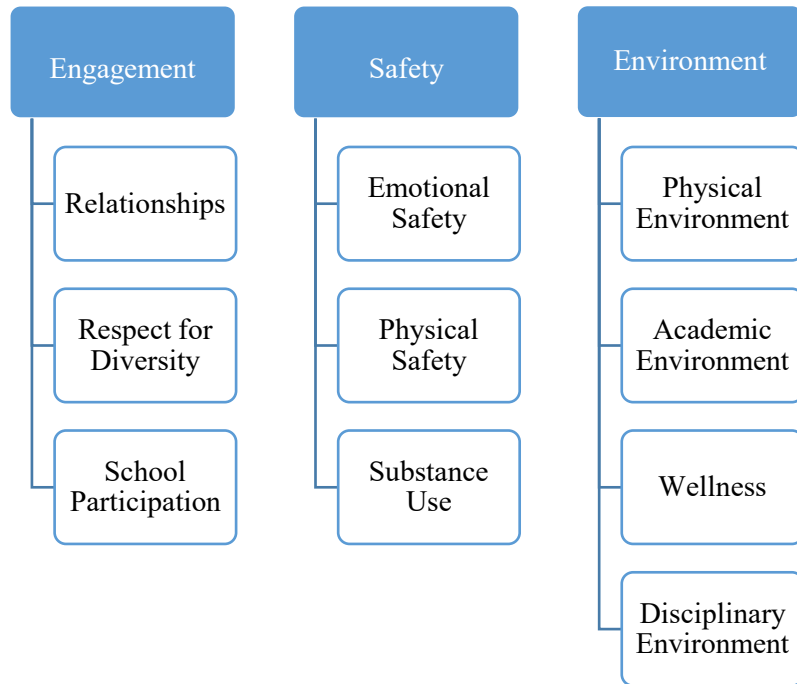 Engagement
Relationships
Respect for
Diversity
School
Participation
Safety
Emotional
Safety
Physical
Safety
Substance
Use
Environment
Physical
Environment
Academic
Environment
Wellness
Disciplinary
Environment